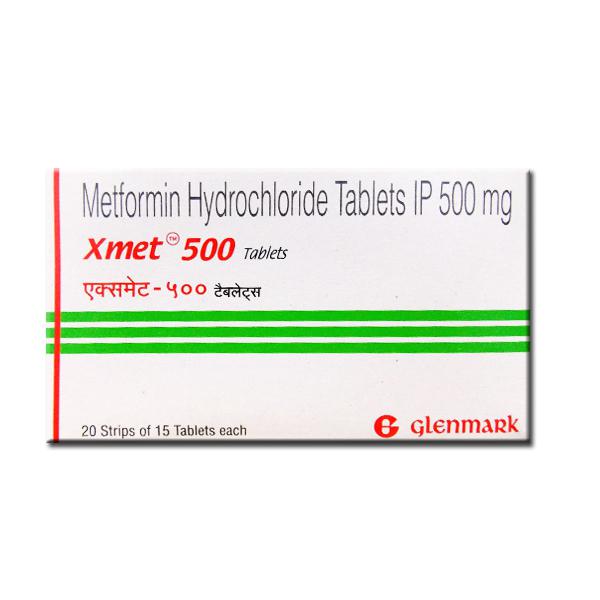 Metformin Hydrochloride Tablets IP 500 mg
Xmet™ 500 Tablets
एक्समेट - ५०० टैबलेट्स
20 Strips of 15 Tablets each
G GLENMARK